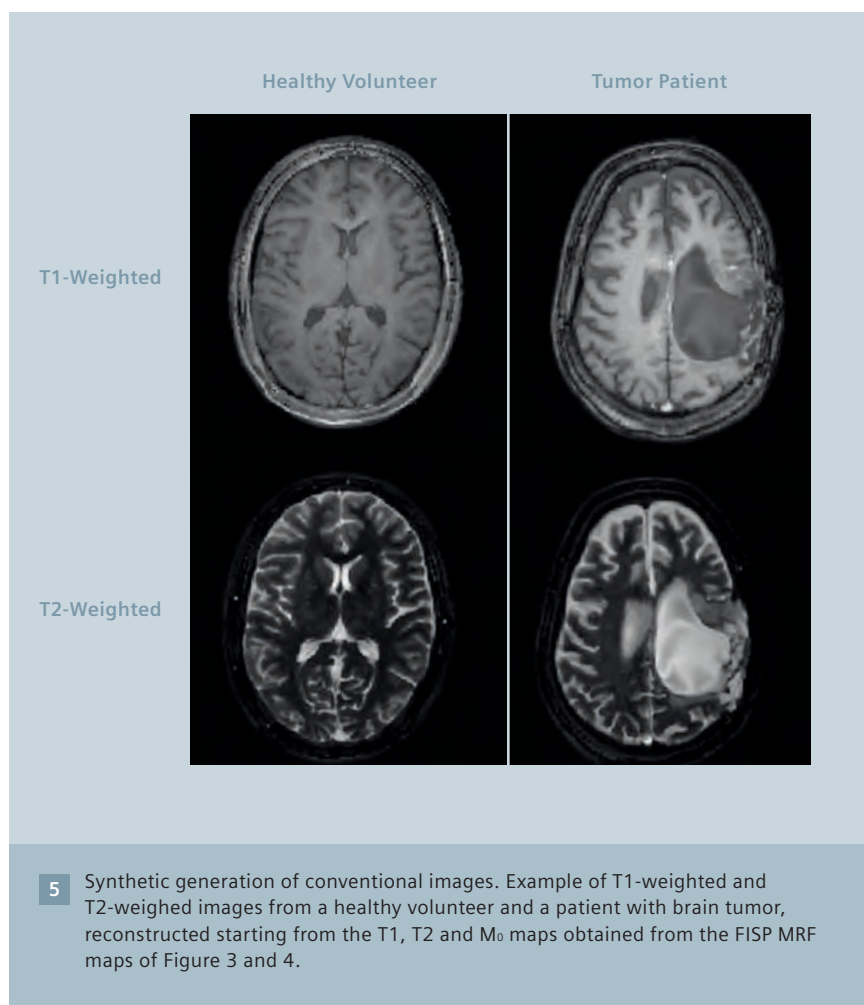 Healthy Volunteer
Tumor Patient
T1-Weighted
T2-Weighted
5 Synthetic generation of conventional images. Example of T1-weighted and
T2-weighed images from a healthy volunteer and a patient with brain tumor,
reconstructed starting from the T1, T2 and M₀ maps obtained from the FISP MRF
maps of Figure 3 and 4.